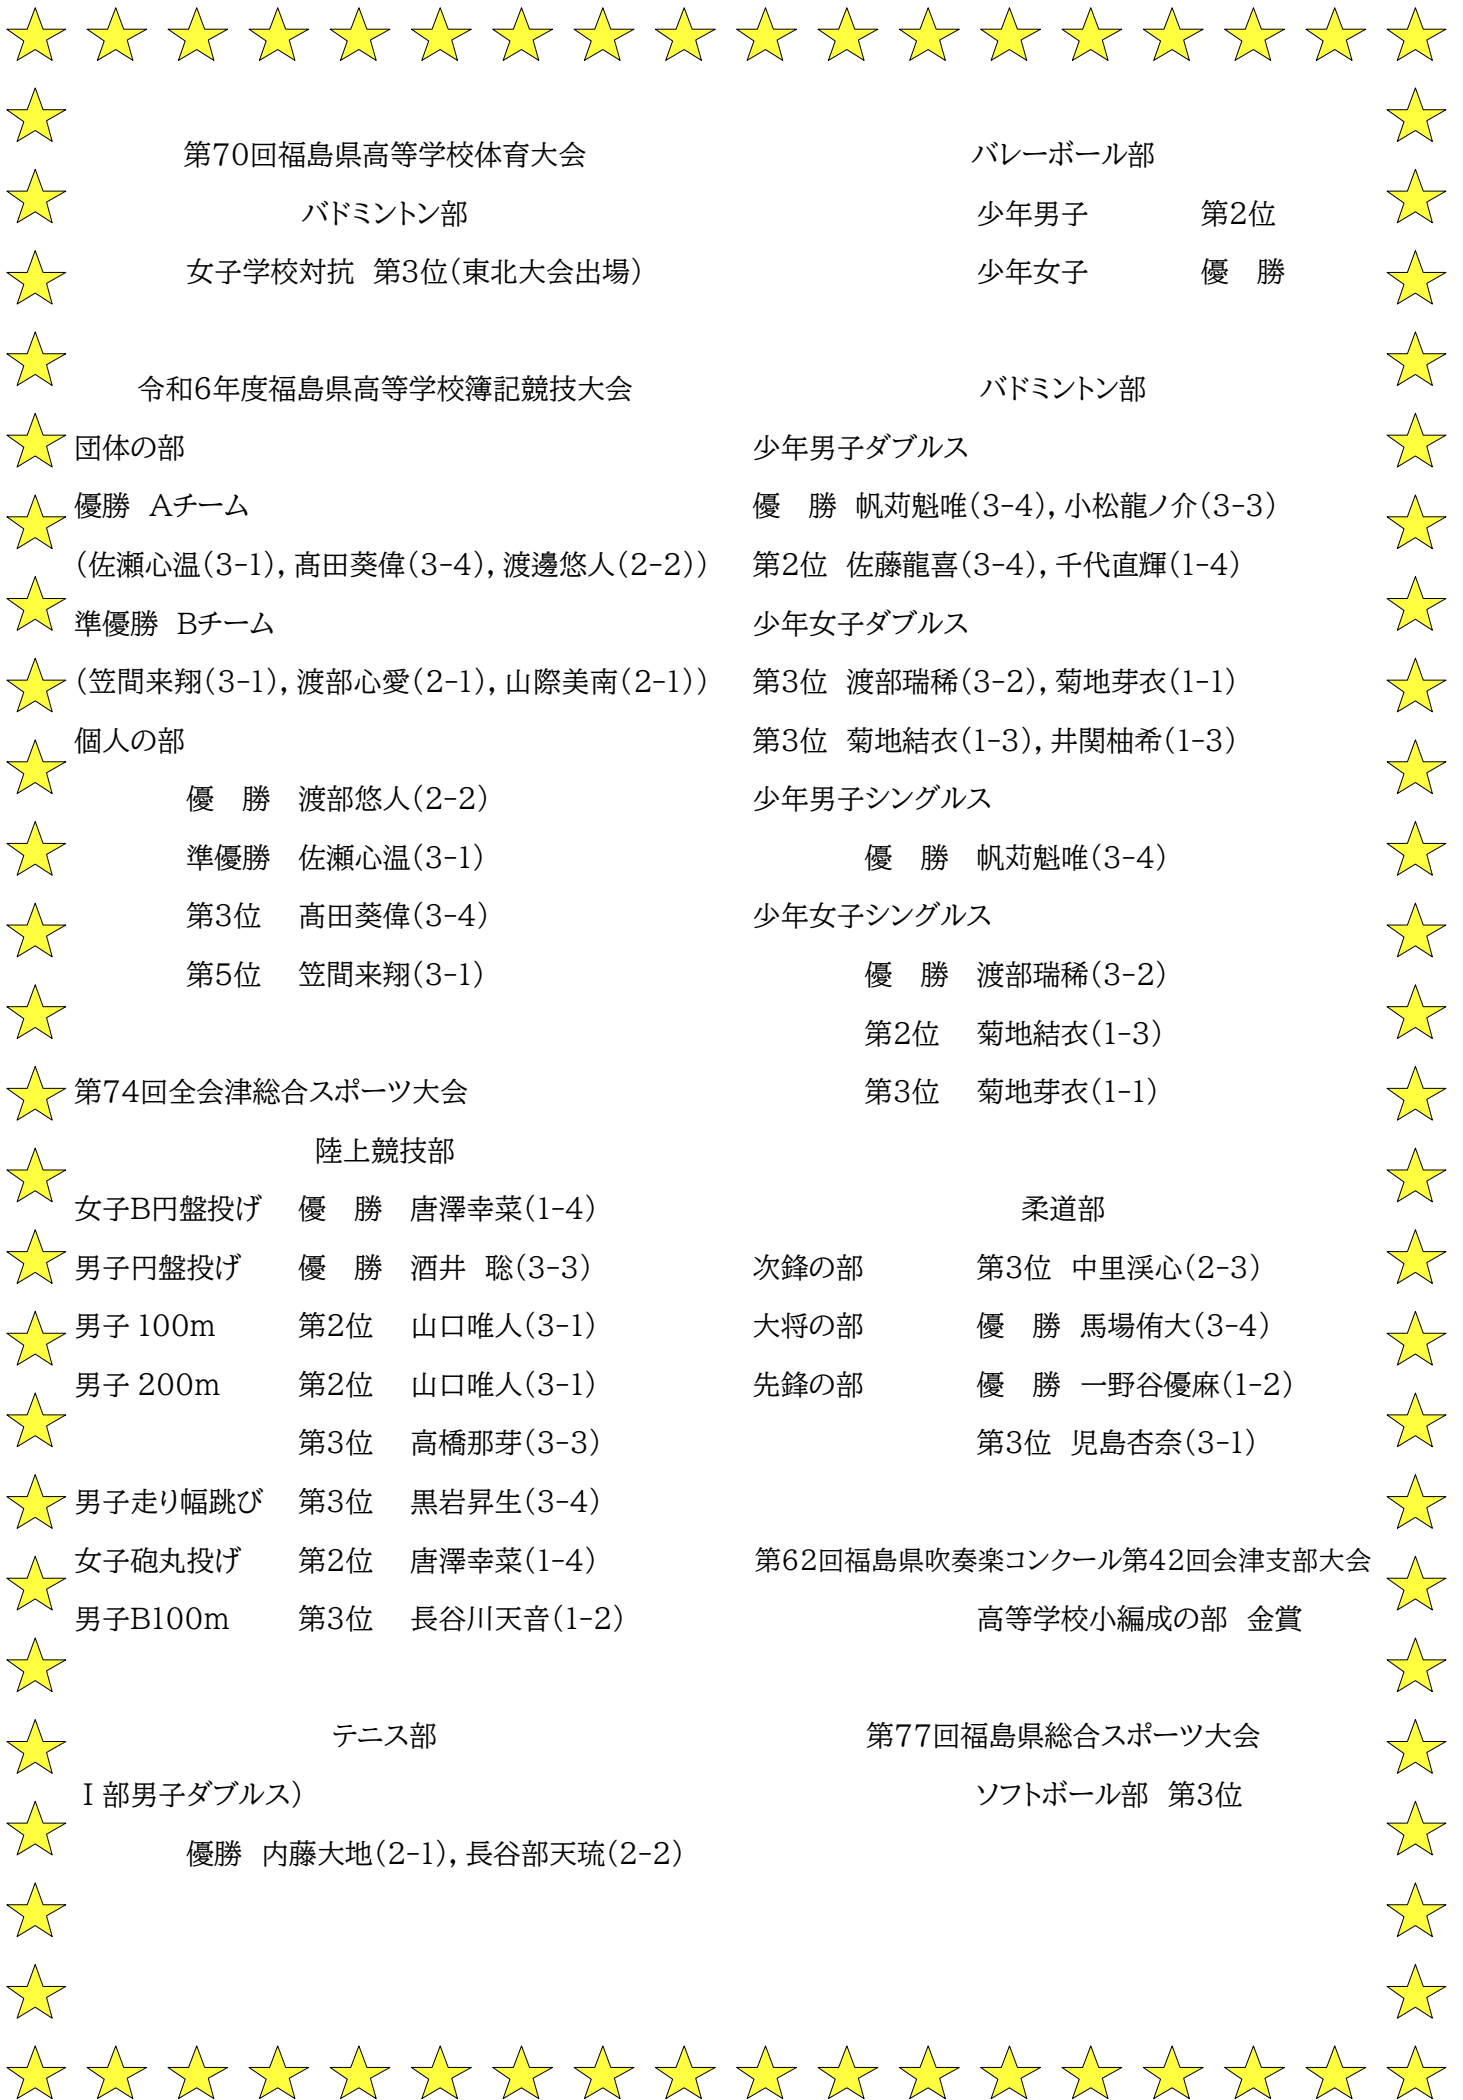 第70回福島県高等学校体育大会
バドミントン部
女子学校対抗 第3位(東北大会出場)
令和6年度福島県高等学校簿記競技大会
団体の部
優勝 Aチーム
(佐瀬心温(3-1), 髙田葵偉(3-4), 渡邊悠人(2-2))
準優勝 Bチーム
(笠間来翔(3-1), 渡部心愛(2-1), 山際美南(2-1))
個人の部
優 勝 渡部悠人(2-2)
準優勝 佐瀬心温(3-1)
第3位 髙田葵偉(3-4)
第5位 笠間来翔(3-1)
第74回全会津総合スポーツ大会
陸上競技部
女子B円盤投げ 優 勝 唐澤幸菜(1-4)
男子円盤投げ 優 勝 酒井 聡(3-3)
男子 100m 第2位 山口唯人(3-1)
男子 200m 第2位 山口唯人(3-1)
第3位 高橋那芽(3-3)
男子走り幅跳び 第3位 黒岩昇生(3-4)
女子砲丸投げ 第2位 唐澤幸菜(1-4)
男子B100m 第3位 長谷川天音(1-2)
テニス部
Ⅰ部男子ダブルス)
優勝 内藤大地(2-1), 長谷部天琉(2-2)
バレーボール部
少年男子 第2位
少年女子 優 勝
バドミントン部
少年男子ダブルス
優 勝 帆苅魁唯(3-4), 小松龍ノ介(3-3)
第2位 佐藤龍喜(3-4), 千代直輝(1-4)
少年女子ダブルス
第3位 渡部瑞稀(3-2), 菊地芽衣(1-1)
第3位 菊地結衣(1-3), 井関柚希(1-3)
少年男子シングルス
優 勝 帆苅魁唯(3-4)
少年女子シングルス
優 勝 渡部瑞稀(3-2)
第2位 菊地結衣(1-3)
第3位 菊地芽衣(1-1)
柔道部
次鋒の部 第3位 中里渓心(2-3)
大将の部 優 勝 馬場侑大(3-4)
先鋒の部 優 勝 一野谷優麻(1-2)
第3位 児島杏奈(3-1)
第62回福島県吹奏楽コンクール第42回会津支部大会
高等学校小編成の部 金賞
第77回福島県総合スポーツ大会
ソフトボール部 第3位